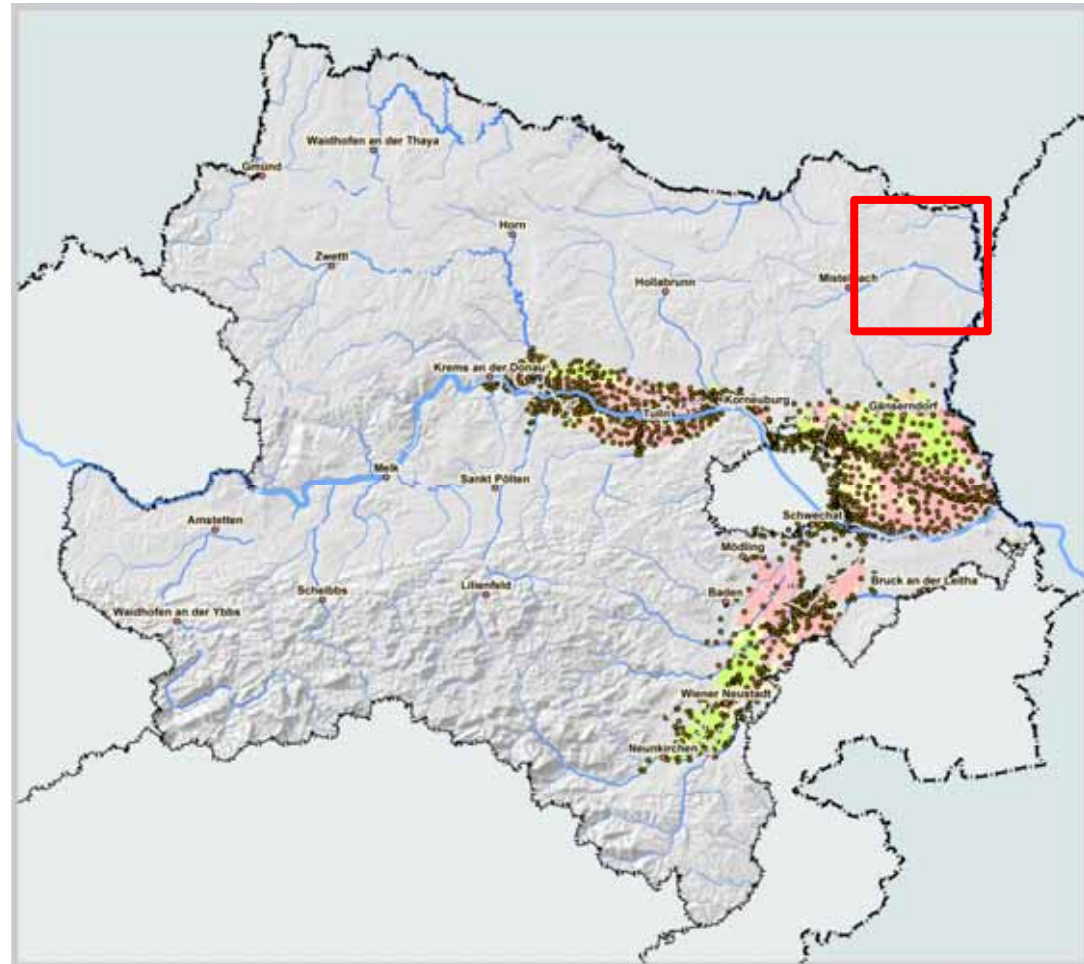 Waidhofen an der Thaya
Gmünd
Horn
Zwettl
Hollabrunn
Mistelbach
Krems an der Donau
Korneuburg
Gänserndorf
Tulln
Melk
Sankt Pölten
Schwechat
Amstetten
Mödling
Scheibbs
Lilienfeld
Baden
Bruck an der Leitha
Waidhofen an der Ybbs
Wiener Neustadt
Neunkirchen